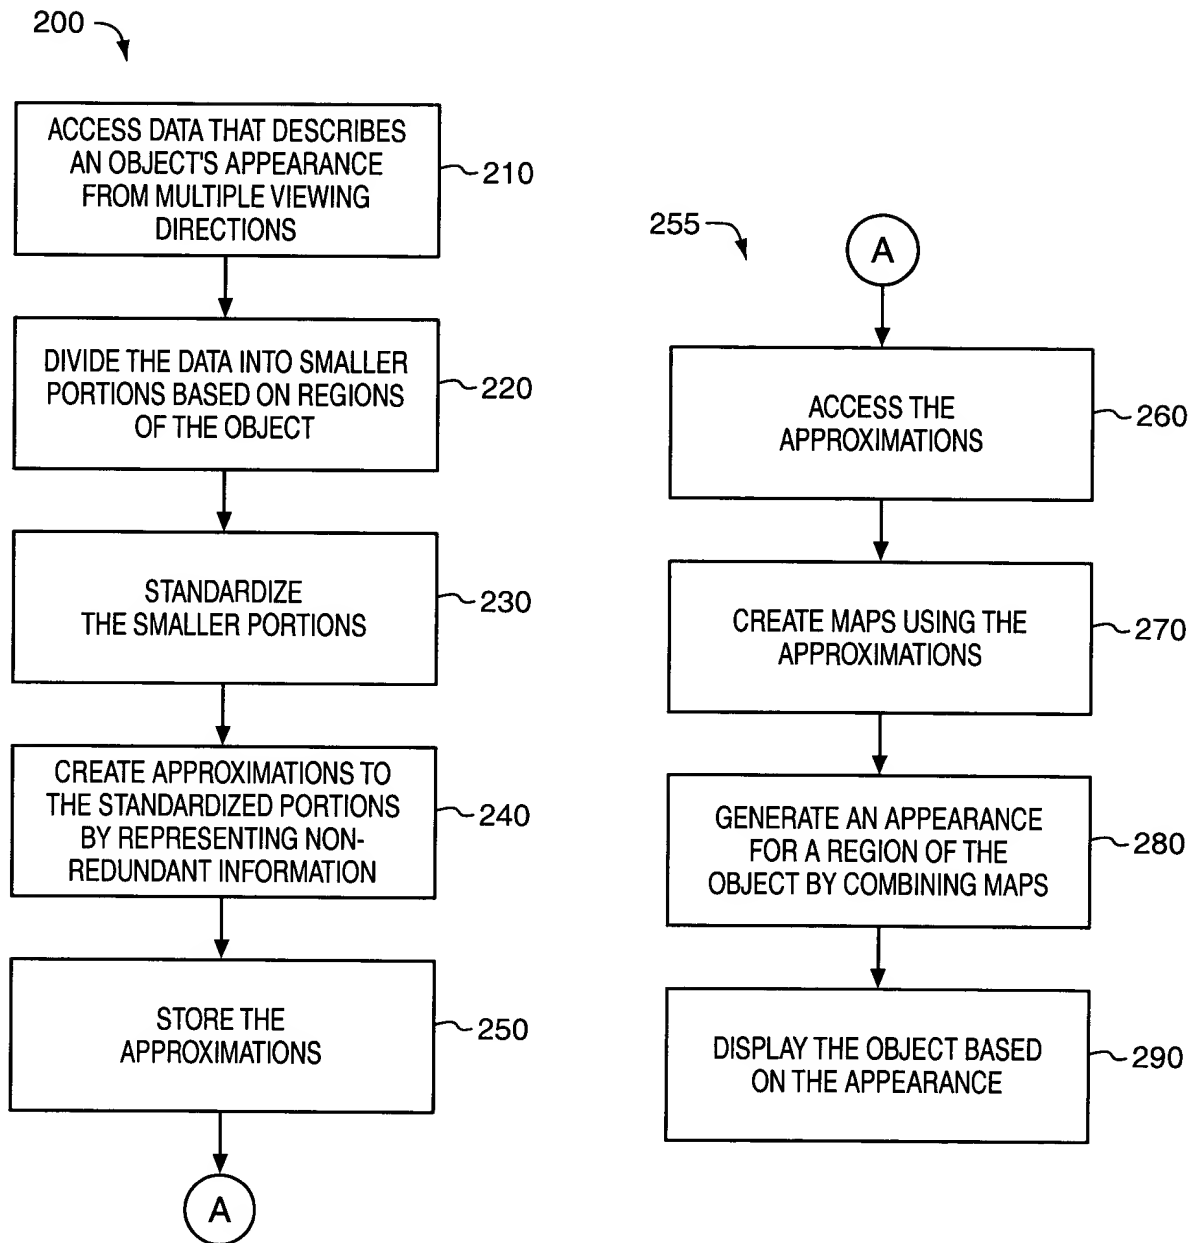 200
ACCESS DATA THAT DESCRIBES
AN OBJECT'S APPEARANCE
FROM MULTIPLE VIEWING
DIRECTIONS
210
DIVIDE THE DATA INTO SMALLER
PORTIONS BASED ON REGIONS
OF THE OBJECT
220
STANDARDIZE
THE SMALLER PORTIONS
230
CREATE APPROXIMATIONS TO
THE STANDARDIZED PORTIONS
BY REPRESENTING NON-
REDUNDANT INFORMATION
240
STORE THE
APPROXIMATIONS
250
A
255
A
ACCESS THE
APPROXIMATIONS
260
CREATE MAPS USING THE
APPROXIMATIONS
270
GENERATE AN APPEARANCE
FOR A REGION OF THE
OBJECT BY COMBINING MAPS
280
DISPLAY THE OBJECT BASED
ON THE APPEARANCE
290